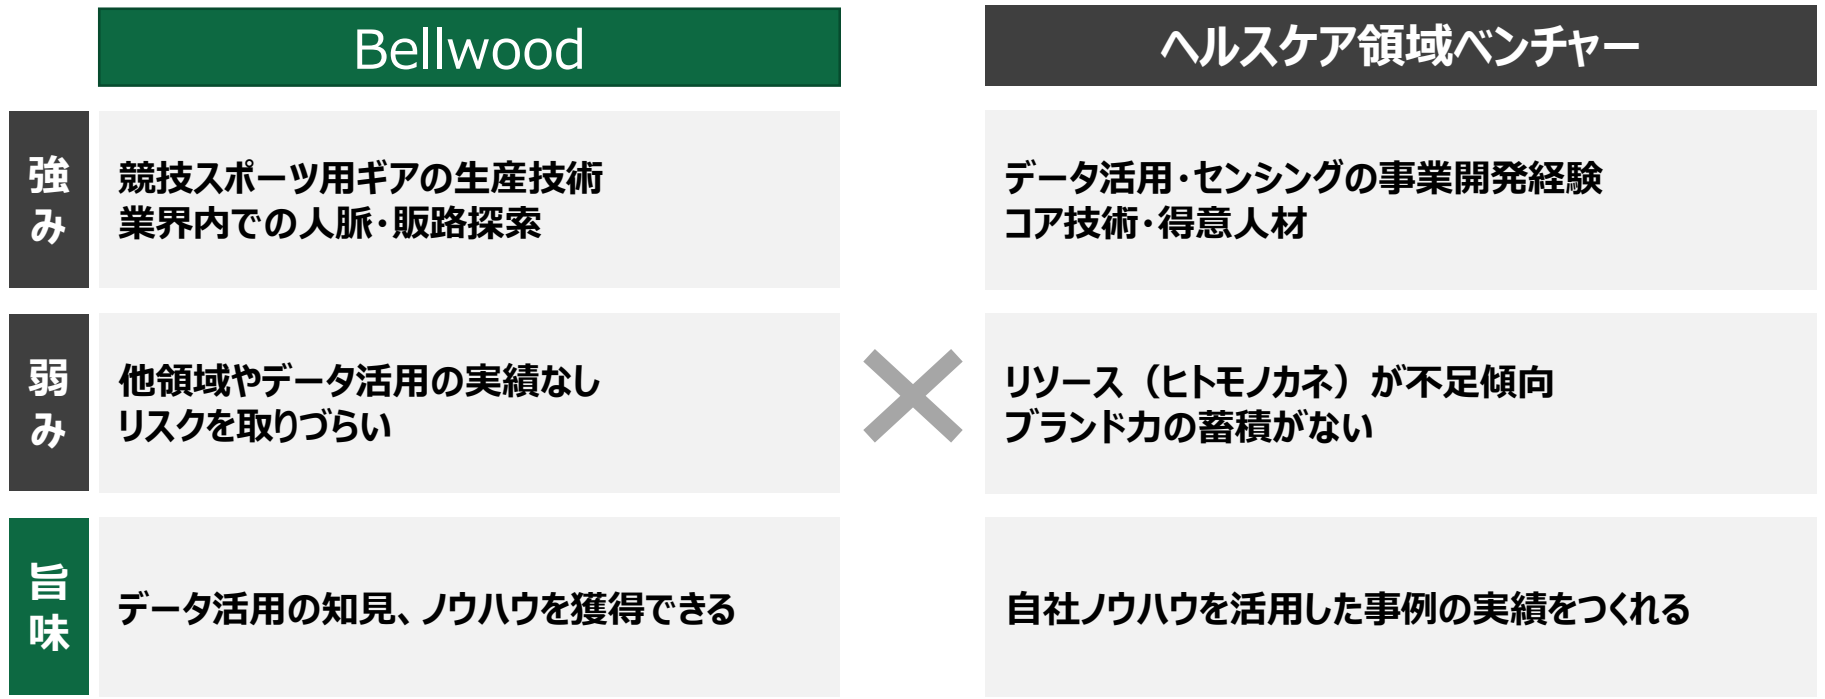 Bellwood
ヘルスケア領域ベンチャー
強み
競技スポーツ用ギアの生産技術
業界内での人脈・販路探索
データ活用・センシングの事業開発経験
コア技術・得意人材
弱み
他領域やデータ活用の実績なし
リスクを取りづらい
リソース（ヒトモノカネ）が不足傾向
ブランド力の蓄積がない
旨味
データ活用の知見、ノウハウを獲得できる
自社ノウハウを活用した事例の実績をつくれる